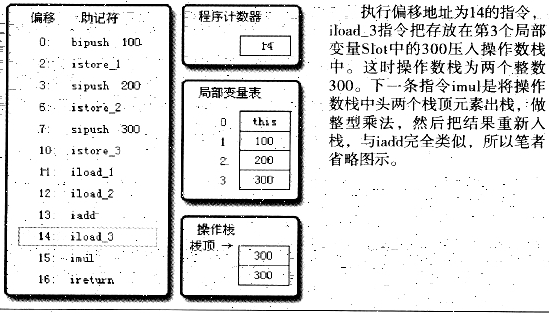 偏移 助记符
0: bipush 100
2: istore_1
3: sipush 200
6: istore_2
7: sipush 300
10: istore_3
11: iload_1
12: iload_2
13: iadd
14: iload_3
15: imul
16: ireturn
程序计数器
14
局部变量表
0 this
1 100
2 200
3 300
操作栈
栈顶 →
300
300
执行偏移地址为14的指令,
iload_3指令把存放在第3个局部
变量Slot中的300压入操作数栈
中。这时操作数栈为两个整数
300。下一条指令imul是将操作
数栈中头两个栈顶元素出栈,做
整型乘法,然后把结果重新入
栈,与iadd完全类似,所以笔者
省略图示。